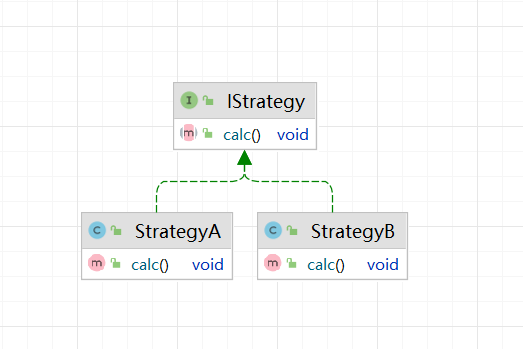 I IStrategy
m calc() void
C StrategyA
m calc() void
C StrategyB
m calc() void